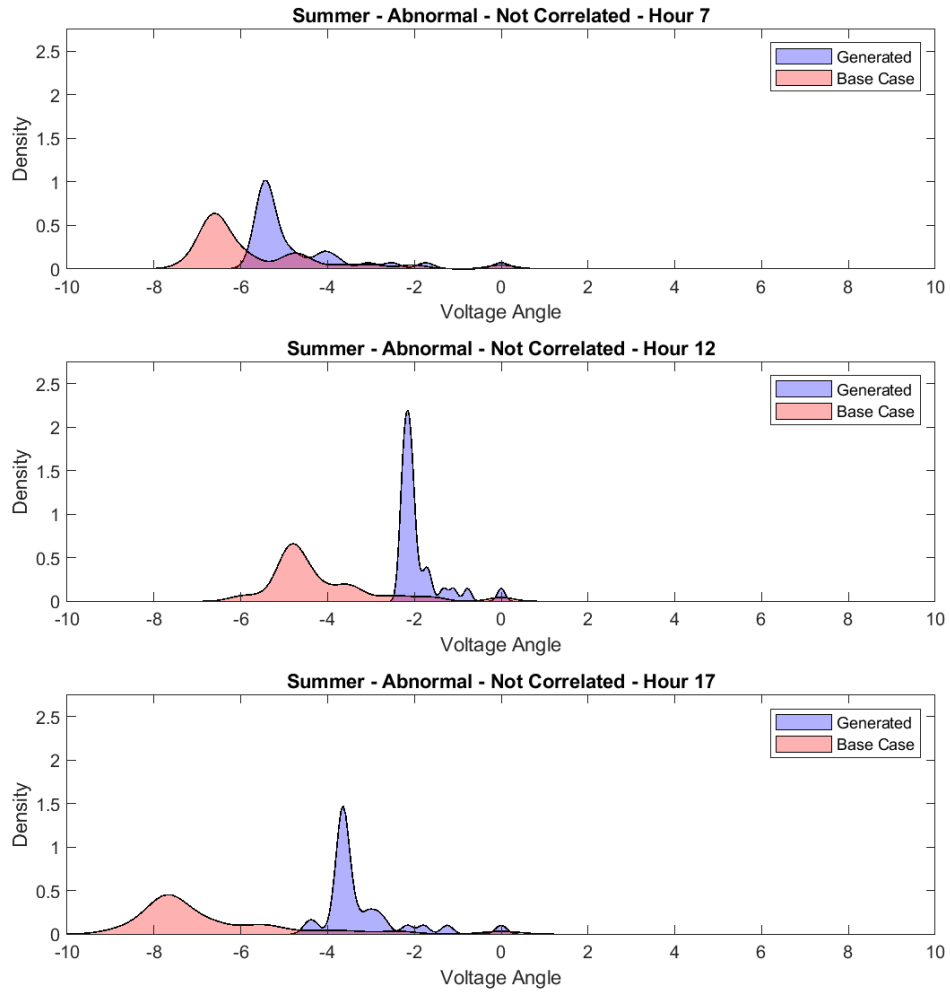 Summer - Abnormal - Not Correlated - Hour 7
2.5
2
1.5
1
0.5
0
Density
Generated
Base Case
-10 -8 -6 -4 -2 0 2 4 6 8 10
Voltage Angle
Summer - Abnormal - Not Correlated - Hour 12
2.5
2
1.5
1
0.5
0
Density
Generated
Base Case
-10 -8 -6 -4 -2 0 2 4 6 8 10
Voltage Angle
Summer - Abnormal - Not Correlated - Hour 17
2.5
2
1.5
1
0.5
0
Density
Generated
Base Case
-10 -8 -6 -4 -2 0 2 4 6 8 10
Voltage Angle